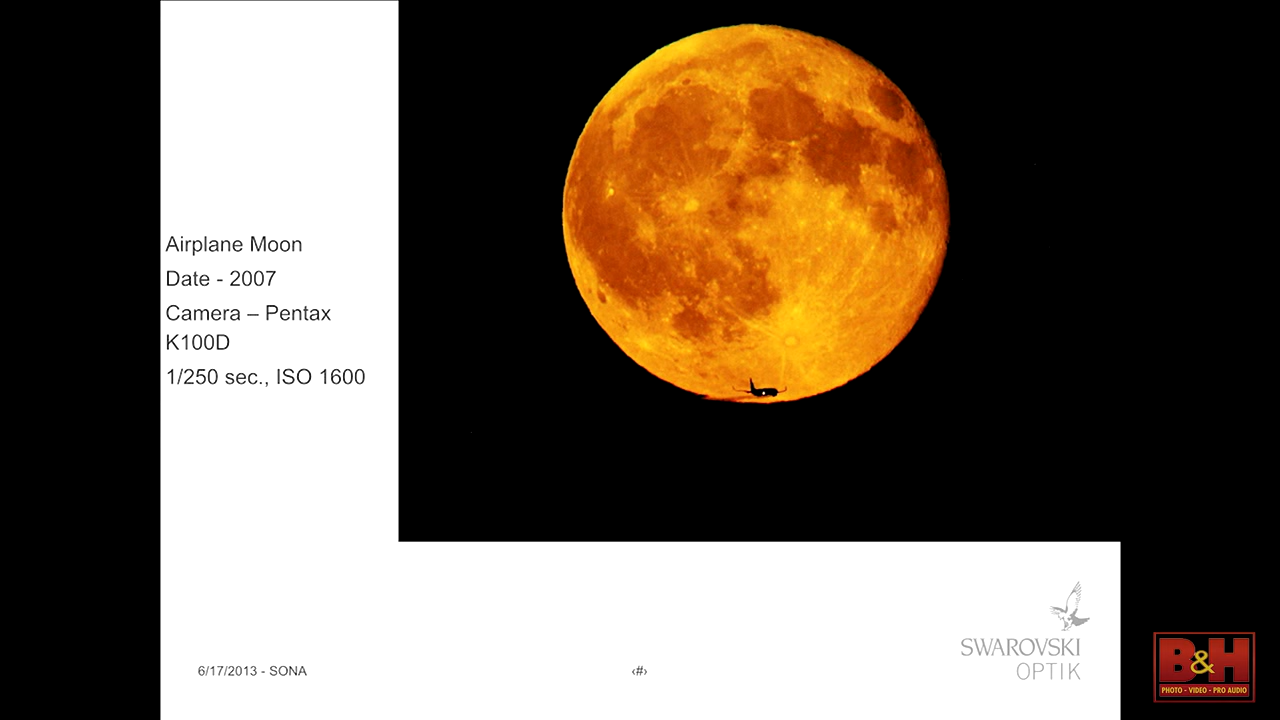 Airplane Moon
Date - 2007
Camera – Pentax
K100D
1/250 sec., ISO 1600
SWAROVSKI
OPTIK
6/17/2013 - SONA
‹#›
B&H
PHOTO - VIDEO - PRO AUDIO